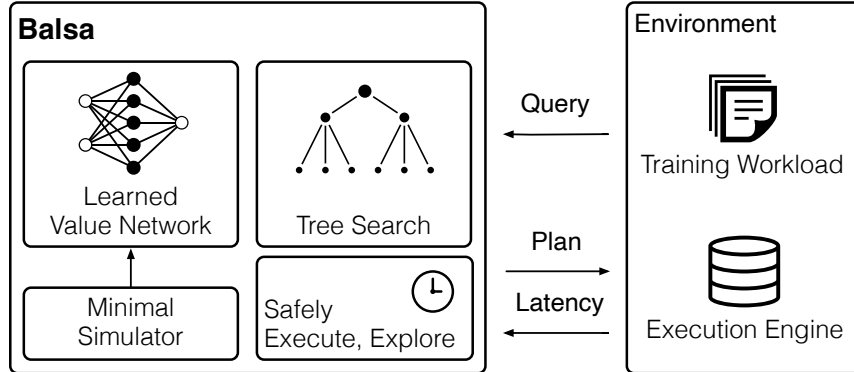 Balsa
Learned
Value Network
Tree Search
Minimal
Simulator
Safely
Execute, Explore
Query
Plan
Latency
Environment
Training Workload
Execution Engine